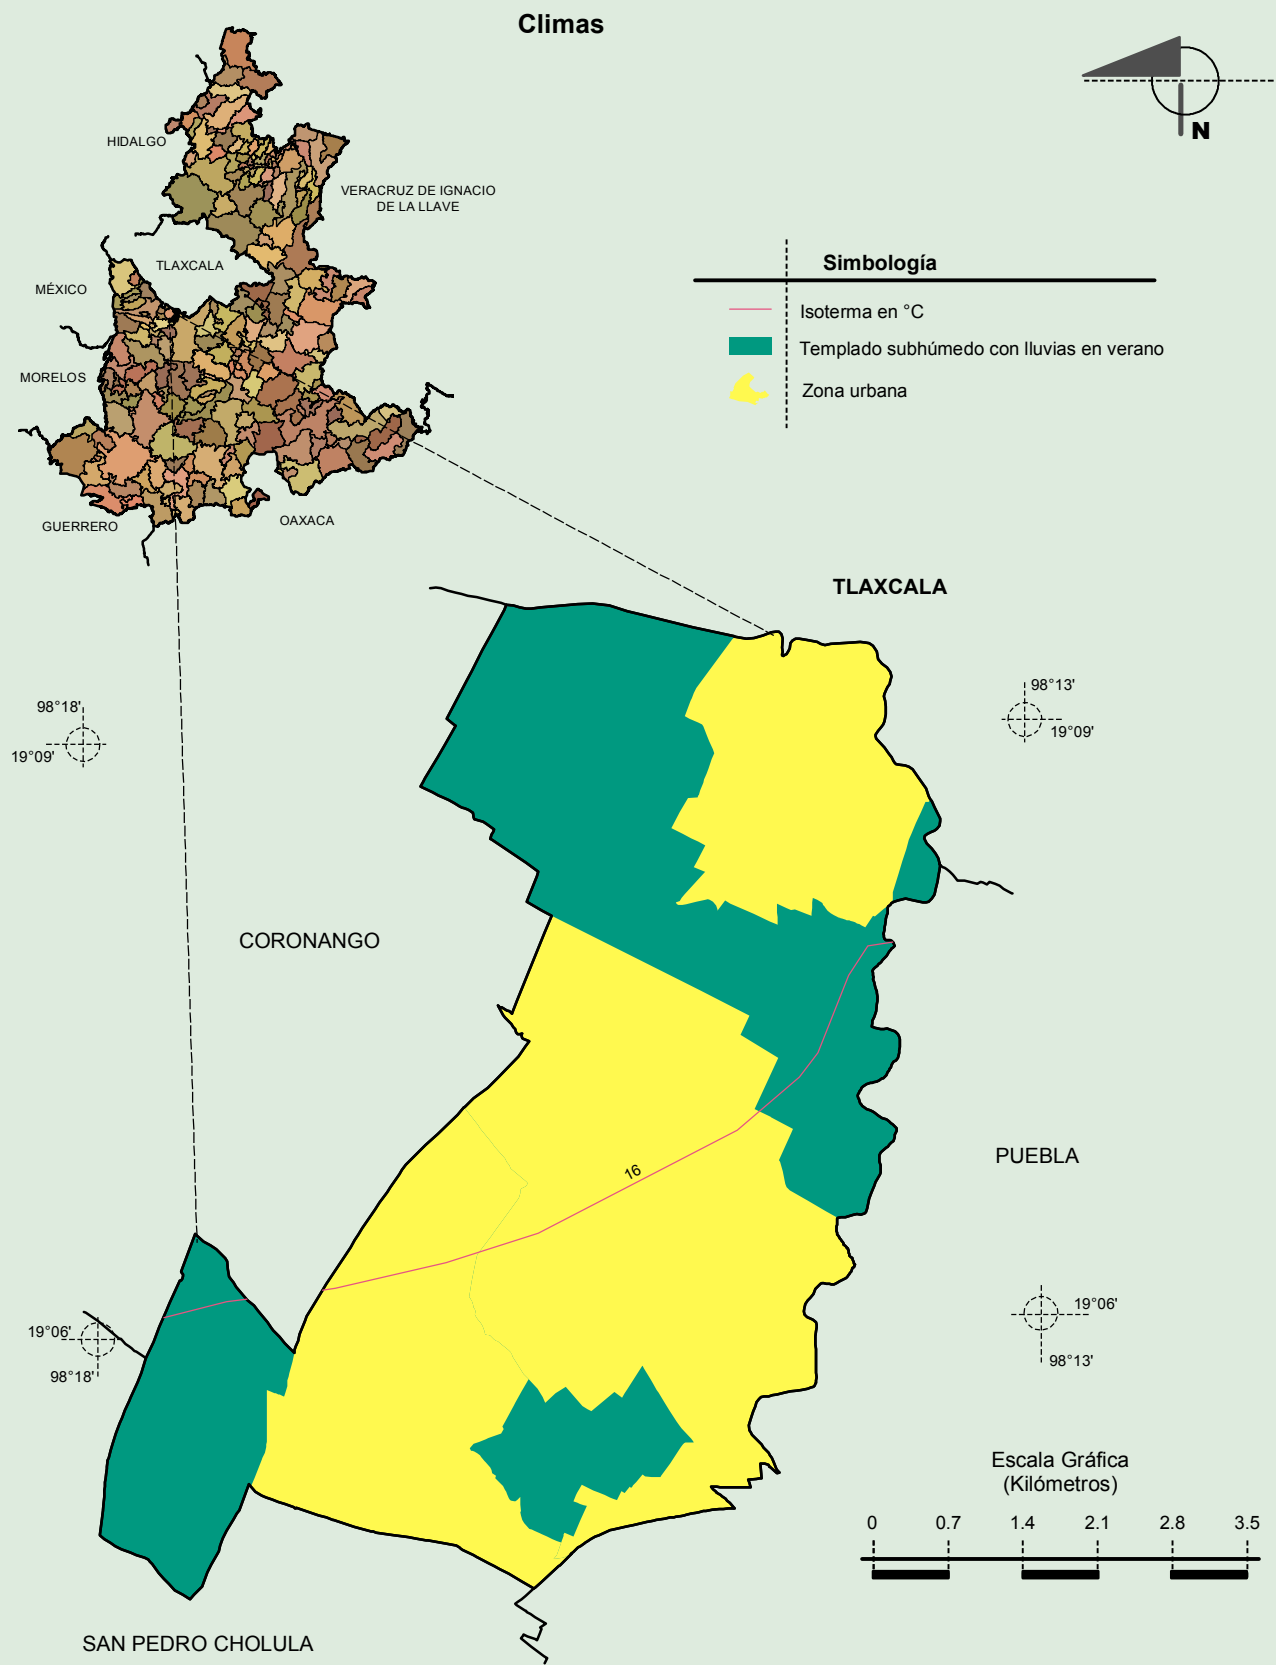 Climas
N
HIDALGO
VERACRUZ DE IGNACIO
DE LA LLAVE
TLAXCALA
MÉXICO
MORELOS
GUERRERO
OAXACA
Simbología
Isoterma en °C
Templado subhúmedo con lluvias en verano
Zona urbana
TLAXCALA
98°18'
19°09'
98°13'
19°09'
CORONANGO
16
PUEBLA
19°06'
98°18'
19°06'
98°13'
Escala Gráfica
(Kilómetros)
0 0.7 1.4 2.1 2.8 3.5
SAN PEDRO CHOLULA